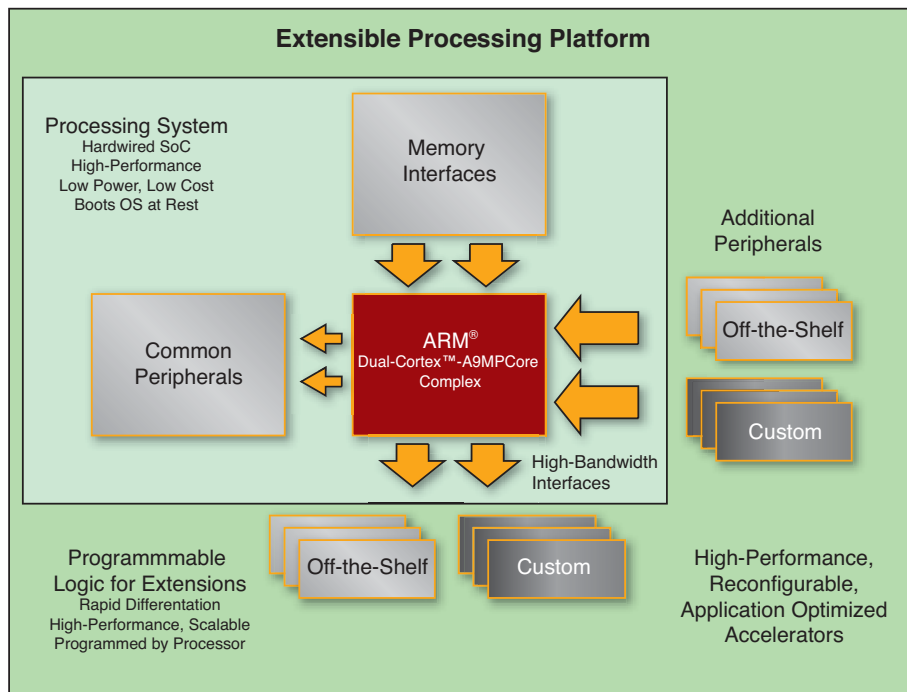 Extensible Processing Platform
Processing System
Hardwired SoC
High-Performance
Low Power, Low Cost
Boots OS at Rest
Memory
Interfaces
Common
Peripherals
ARM®
Dual-Cortex™-A9MPCore
Complex
High-Bandwidth
Interfaces
Additional
Peripherals
Off-the-Shelf
Custom
Programmmable
Logic for Extensions
Rapid Differentation
High-Performance, Scalable
Programmed by Processor
Off-the-Shelf
Custom
High-Performance,
Reconfigurable,
Application Optimized
Accelerators